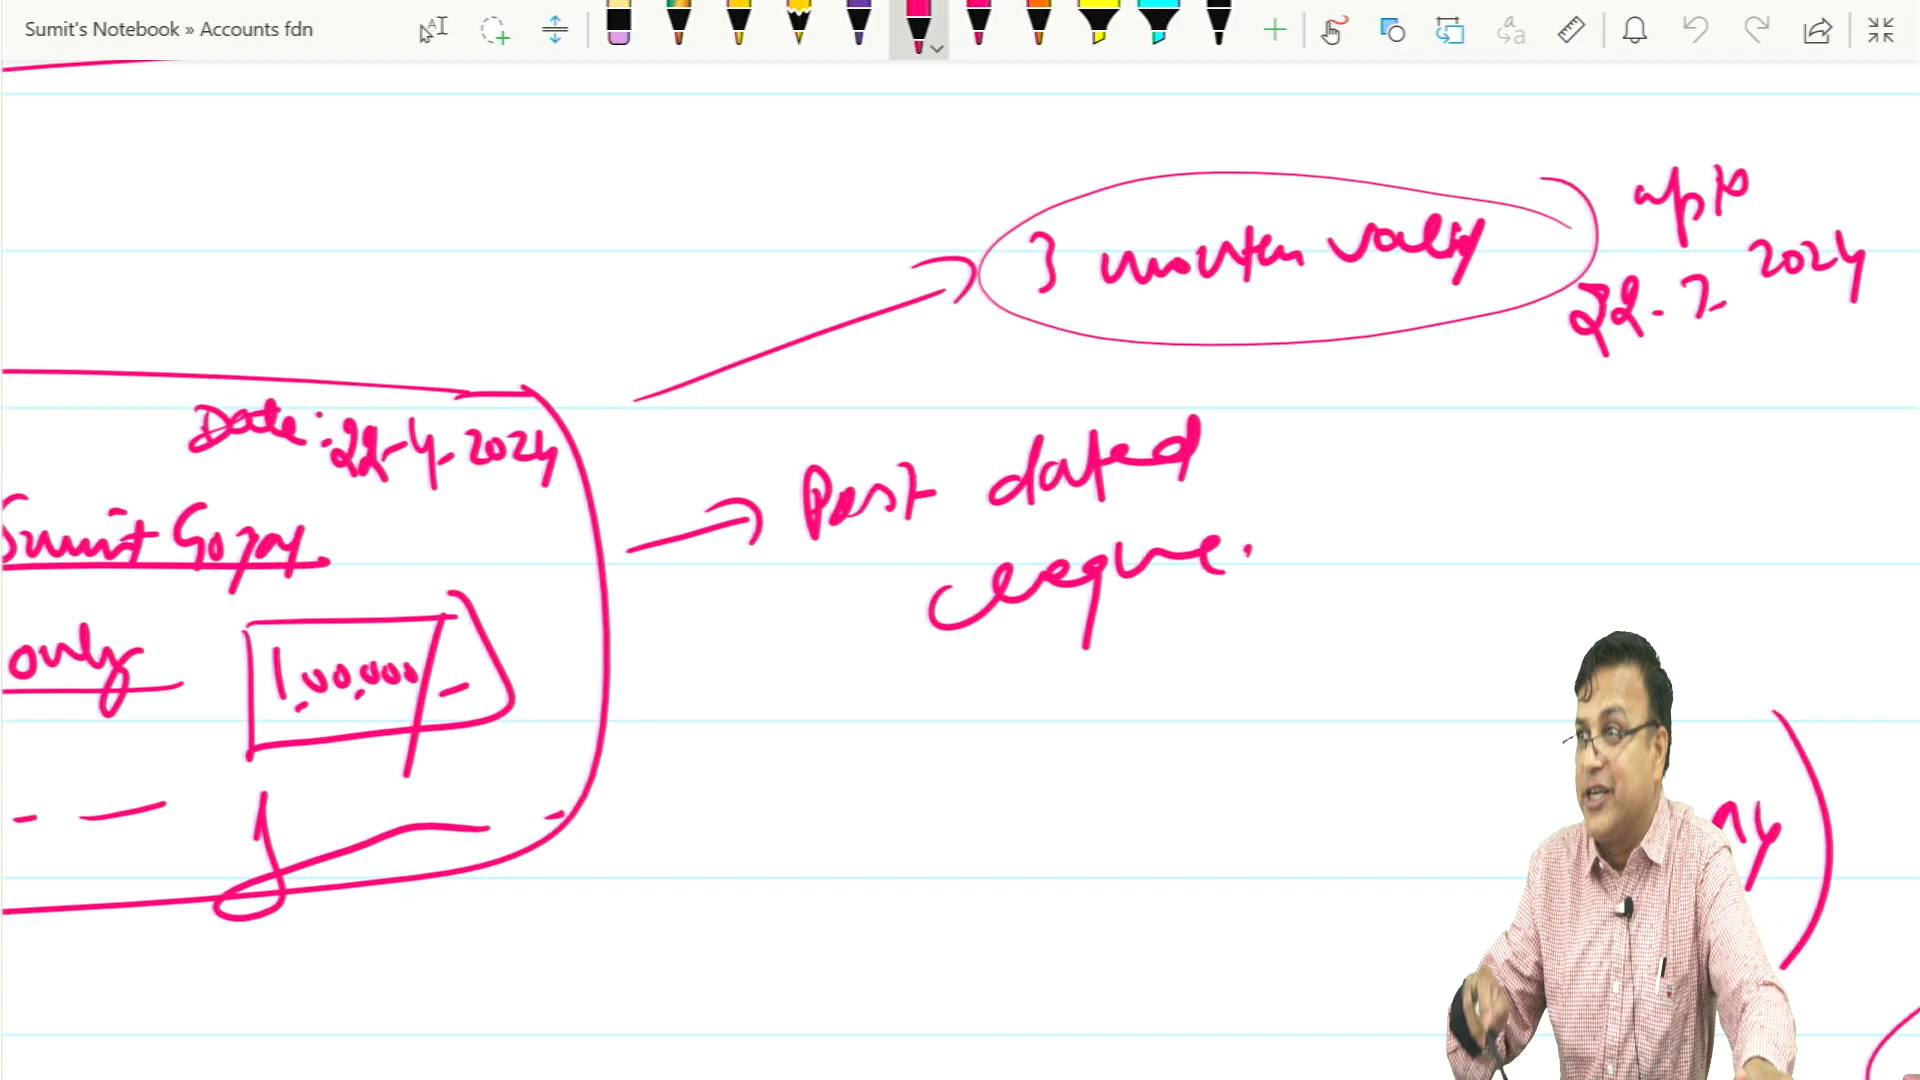 Sumit's Notebook » Accounts fdn
3 months valid
upto
22-7-2024
Date: 22-4-2024
Post dated
cheque.
Sumit Gopal
only
1,00,000/-